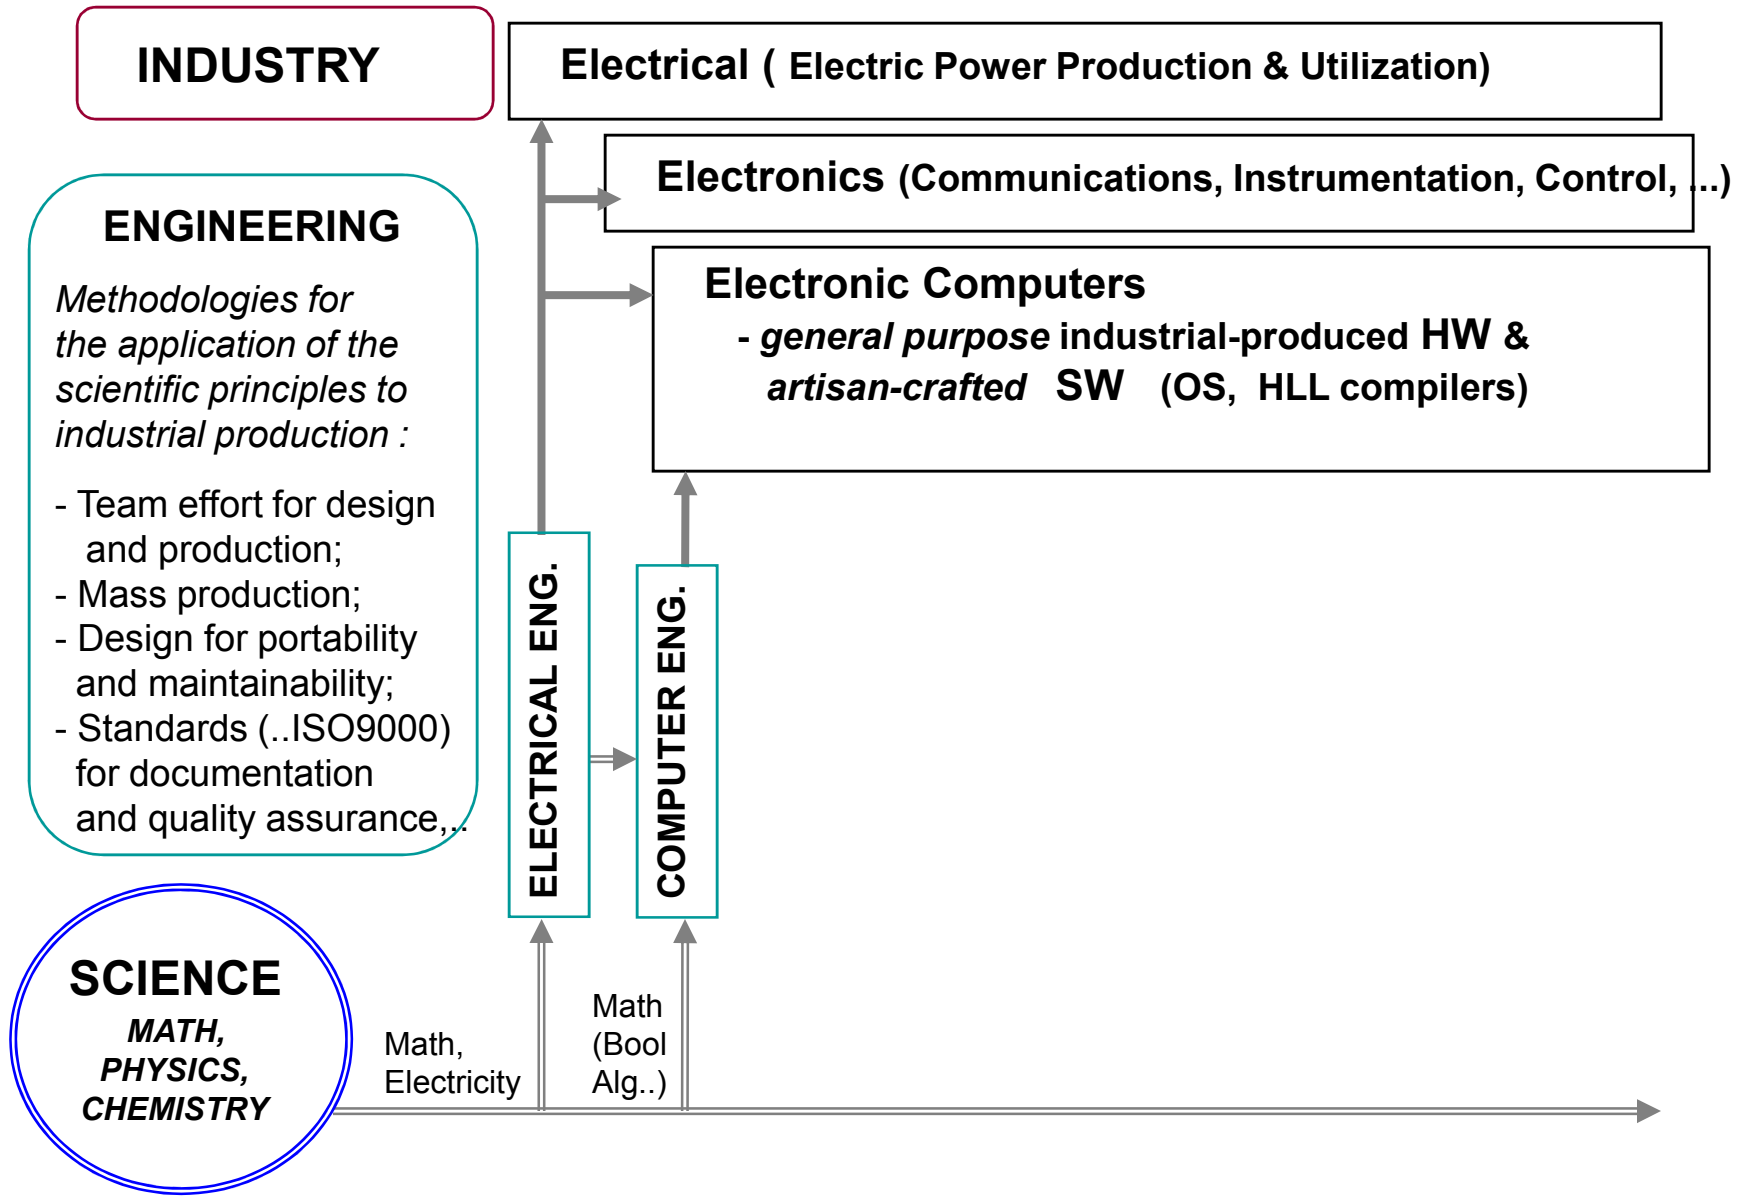 INDUSTRY
Electrical ( Electric Power Production & Utilization)
Electronics (Communications, Instrumentation, Control, ...)
ENGINEERING
Methodologies for
the application of the
scientific principles to
industrial production :
- Team effort for design
and production;
- Mass production;
- Design for portability
and maintainability;
- Standards (..ISO9000)
for documentation
and quality assurance,..
Electronic Computers
- general purpose industrial-produced HW &
artisan-crafted SW (OS, HLL compilers)
ELECTRICAL ENG.
COMPUTER ENG.
SCIENCE
MATH,
PHYSICS,
CHEMISTRY
Math,
Electricity
Math
(Bool
Alg..)